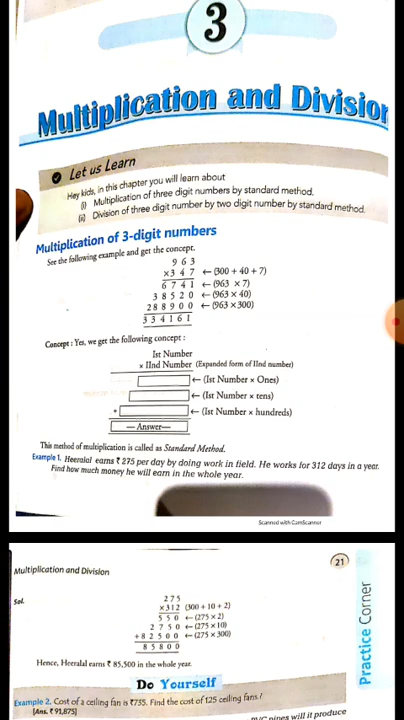 3
Multiplication and Division
Let us Learn
Hey kids, in this chapter you will learn about
(i) Multiplication of three digit numbers by standard method.
(ii) Division of three digit number by two digit number by standard method.
Multiplication of 3-digit numbers
See the following example and get the concept.
9 6 3
×3 4 7 ← (300 + 40 + 7)
6 7 4 1 ← (963 × 7)
3 8 5 2 0 ← (963 × 40)
2 8 8 9 0 0 ← (963 × 300)
3 3 4 1 6 1
Concept : Yes, we get the following concept :
Ist Number
× IInd Number (Expanded form of IInd number)
← (Ist Number × Ones)
← (Ist Number × tens)
+ ← (Ist Number × hundreds)
— Answer—
This method of multiplication is called as Standard Method.
Example 1. Heeralal earns ₹ 275 per day by doing work in field. He works for 312 days in a year.
Find how much money he will earn in the whole year.
Scanned with CamScanner
Multiplication and Division
21
Sol.
2 7 5
×3 1 2 (300 + 10 + 2)
5 5 0 ← (275 × 2)
2 7 5 0 ← (275 × 10)
+ 8 2 5 0 0 ← (275 × 300)
8 5 8 0 0
Hence, Heeralal earns ₹ 85,500 in the whole year.
Practice Corner
Do Yourself
Example 2. Cost of a ceiling fan is ₹735. Find the cost of 125 ceiling fans.
[Ans. ₹ 91,875]
pines will it produce